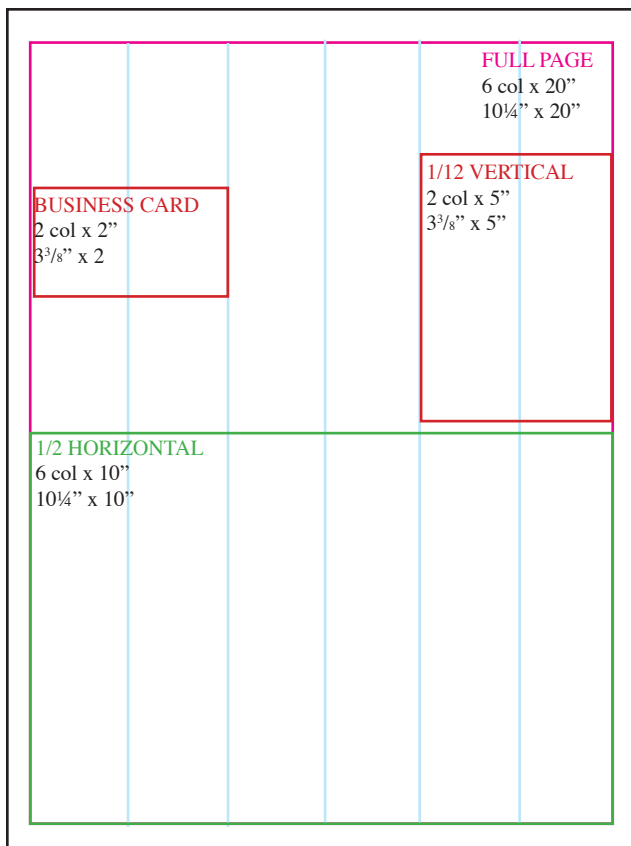 FULL PAGE
6 col x 20”
10¼” x 20”
1/12 VERTICAL
2 col x 5”
3³/₈” x 5”
BUSINESS CARD
2 col x 2”
3³/₈” x 2
1/2 HORIZONTAL
6 col x 10”
10¼” x 10”